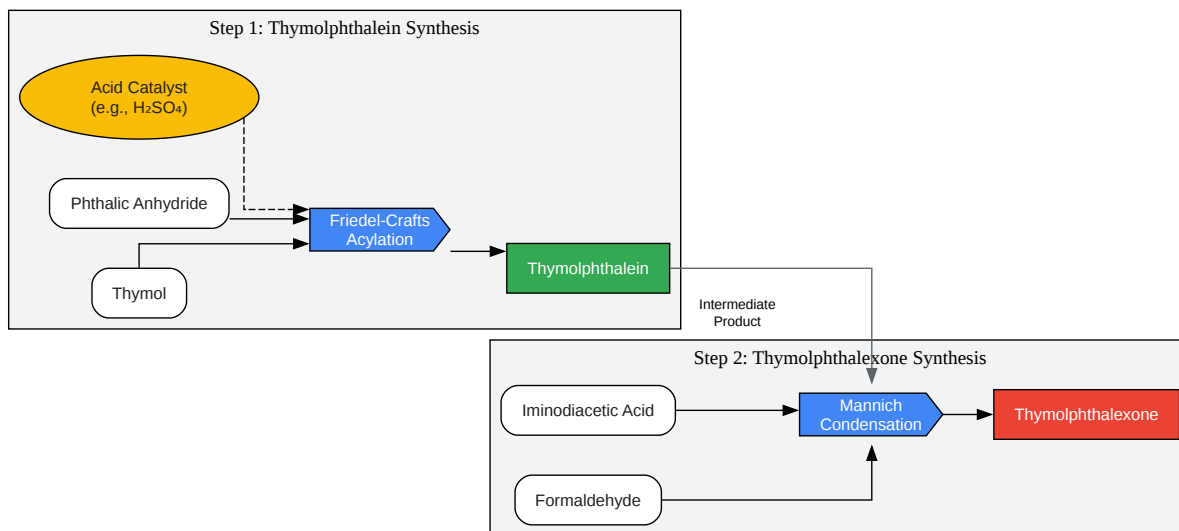 Step 1: Thymolphthalein Synthesis
Acid Catalyst
(e.g., H₂SO₄)
Phthalic Anhydride
Friedel-Crafts
Acylation
Thymolphthalein
Thymol
Intermediate
Product
Step 2: Thymolphthalexone Synthesis
Iminodiacetic Acid
Mannich
Condensation
Thymolphthalexone
Formaldehyde